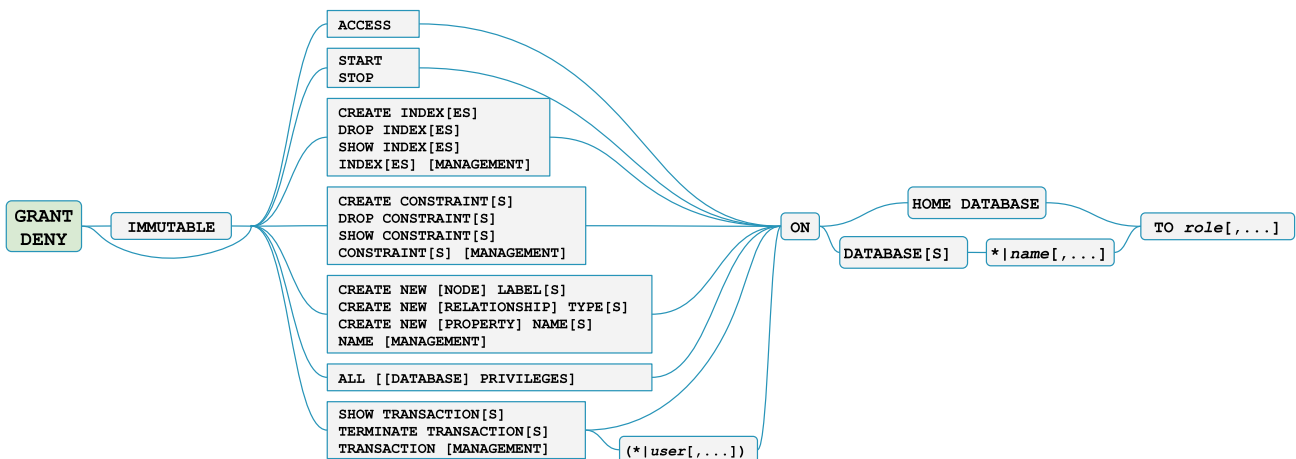 GRANT
DENY
IMMUTABLE
ACCESS
START
STOP
CREATE INDEX[ES]
DROP INDEX[ES]
SHOW INDEX[ES]
INDEX[ES] [MANAGEMENT]
CREATE CONSTRAINT[S]
DROP CONSTRAINT[S]
SHOW CONSTRAINT[S]
CONSTRAINT[S] [MANAGEMENT]
CREATE NEW [NODE] LABEL[S]
CREATE NEW [RELATIONSHIP] TYPE[S]
CREATE NEW [PROPERTY] NAME[S]
NAME [MANAGEMENT]
ALL [[DATABASE] PRIVILEGES]
SHOW TRANSACTION[S]
TERMINATE TRANSACTION[S]
TRANSACTION [MANAGEMENT]
(*|user[,...])
ON
HOME DATABASE
DATABASE[S]
*|name[,...]
TO role[,...]